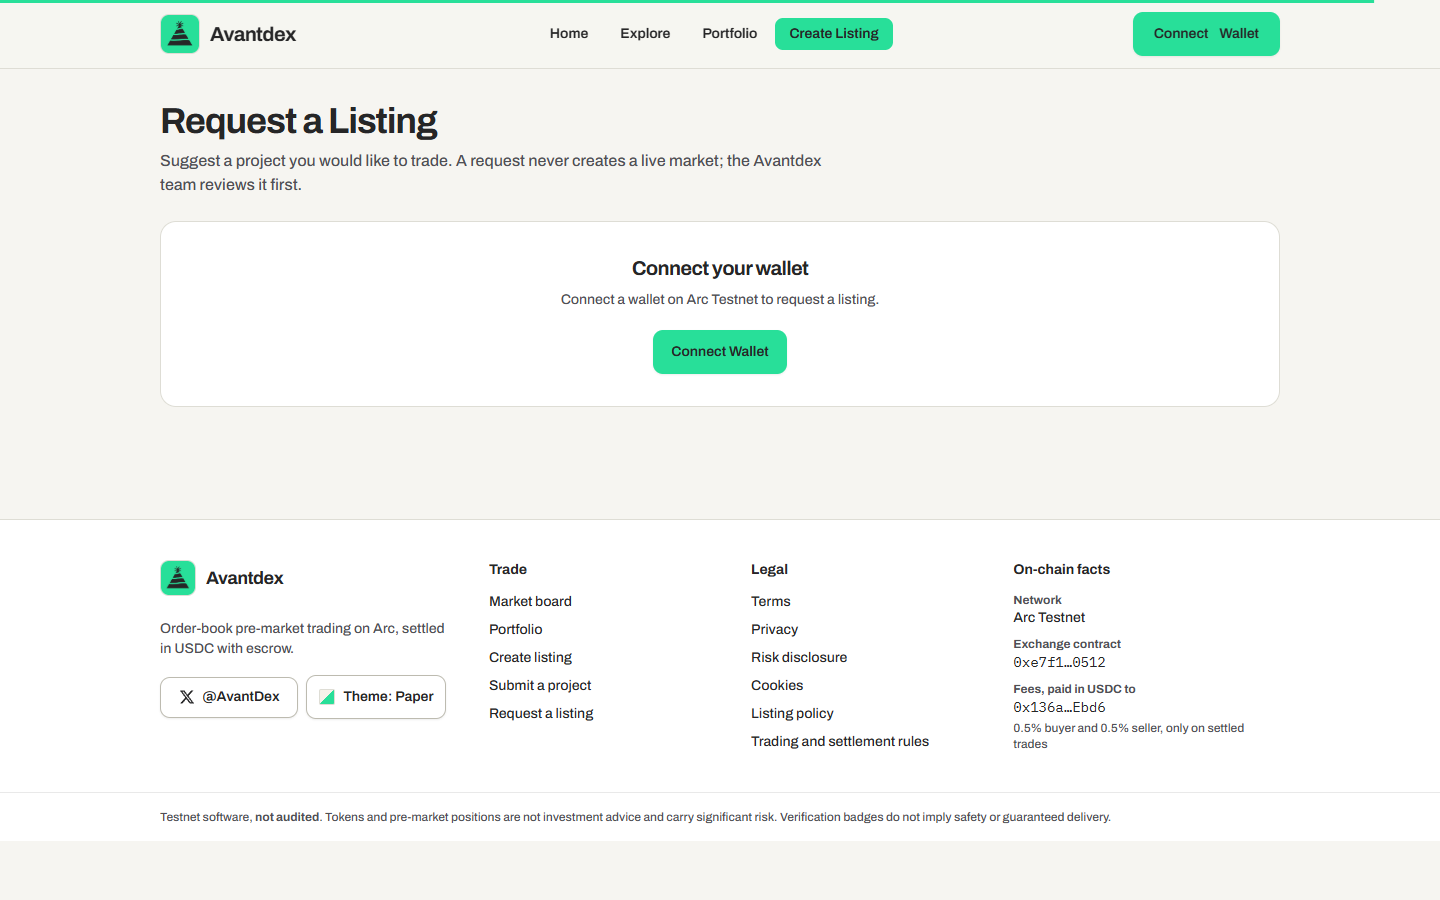 Avantdex
Home
Explore
Portfolio
Create Listing
Connect Wallet
Request a Listing
Suggest a project you would like to trade. A request never creates a live market; the Avantdex
team reviews it first.
Connect your wallet
Connect a wallet on Arc Testnet to request a listing.
Connect Wallet
Avantdex
Order-book pre-market trading on Arc, settled
in USDC with escrow.
@AvantDex
Theme: Paper
Trade
Market board
Portfolio
Create listing
Submit a project
Request a listing
Legal
Terms
Privacy
Risk disclosure
Cookies
Listing policy
Trading and settlement rules
On-chain facts
Network
Arc Testnet
Exchange contract
0xe7f1…0512
Fees, paid in USDC to
0x136a…Ebd6
0.5% buyer and 0.5% seller, only on settled
trades
Testnet software, not audited. Tokens and pre-market positions are not investment advice and carry significant risk. Verification badges do not imply safety or guaranteed delivery.